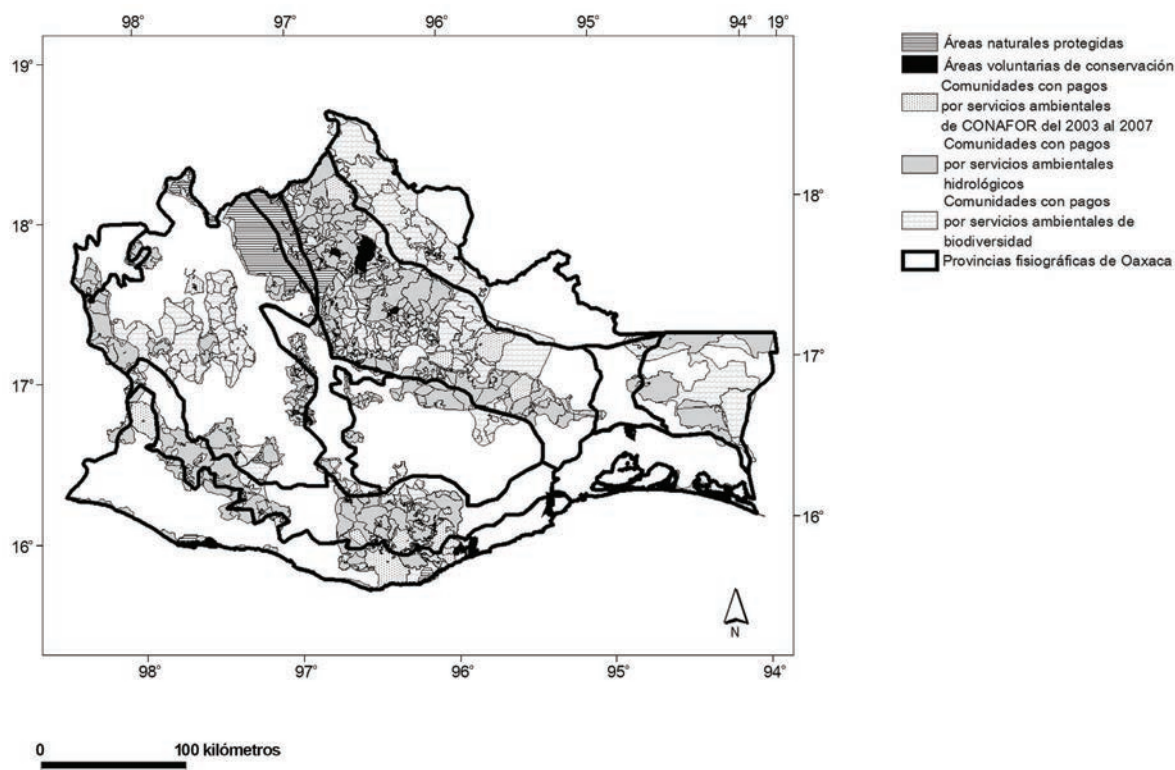 98° 97° 96° 95° 94° 19°
19°
18°
18°
17°
17°
16°
16°
N
98° 97° 96° 95° 94°
0 100 kilómetros
Áreas naturales protegidas
Áreas voluntarias de conservación
Comunidades con pagos
por servicios ambientales
de CONAFOR del 2003 al 2007
Comunidades con pagos
por servicios ambientales
hidrológicos
Comunidades con pagos
por servicios ambientales de
biodiversidad
Provincias fisiográficas de Oaxaca